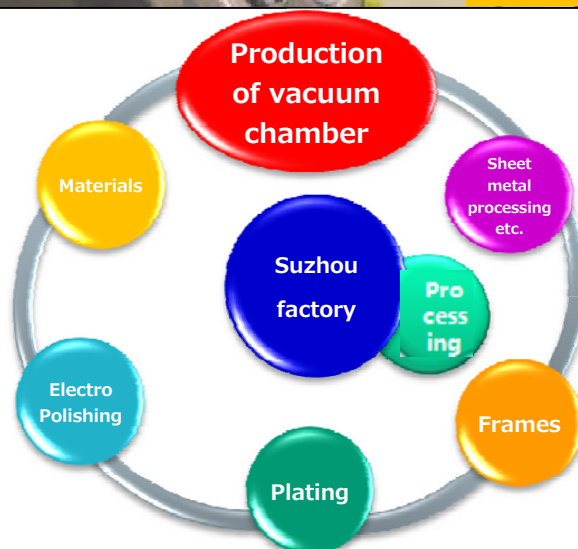 Production
of vacuum
chamber
Materials
Sheet
metal
processing
etc.
Suzhou
factory
Pro
cess
ing
Electro
Polishing
Frames
Plating